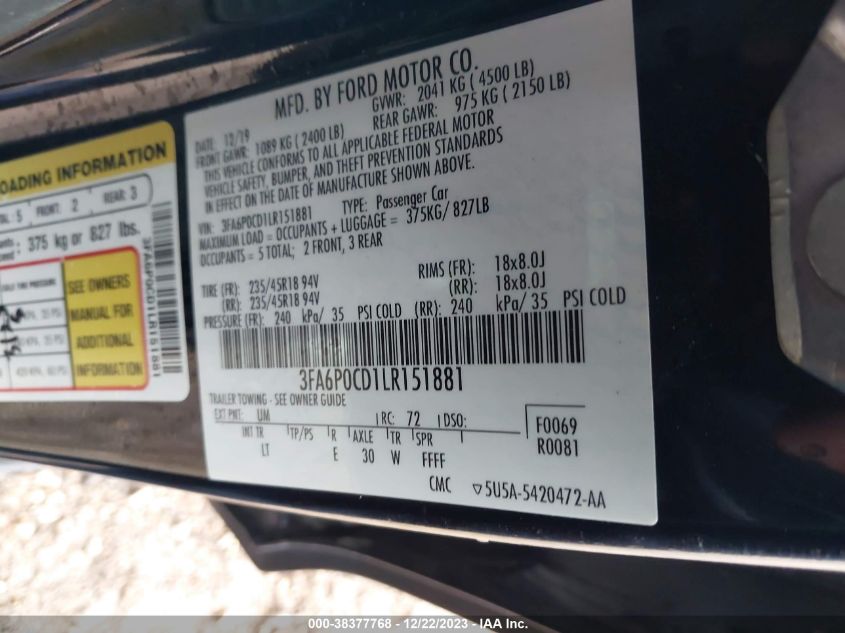 MFD. BY FORD MOTOR CO.
DATE: 12/19 GVWR: 2041 KG ( 4500 LB)
FRONT GAWR: 1089 KG ( 2400 LB) REAR GAWR: 975 KG ( 2150 LB)
THIS VEHICLE CONFORMS TO ALL APPLICABLE FEDERAL MOTOR
VEHICLE SAFETY, BUMPER, AND THEFT PREVENTION STANDARDS
IN EFFECT ON THE DATE OF MANUFACTURE SHOWN ABOVE.
VIN: 3FA6P0CD1LR151881 TYPE: Passenger Car
MAXIMUM LOAD = OCCUPANTS + LUGGAGE = 375KG/ 827LB
OCCUPANTS = 5 TOTAL; 2 FRONT, 3 REAR
TIRE (FR): 235/45R18 94V RIMS (FR): 18x8.0J
(RR): 235/45R18 94V (RR): 18x8.0J
PRESSURE (FR): 240 kPa/ 35 PSI COLD (RR): 240 kPa/ 35 PSI COLD
3FA6P0CD1LR151881
TRAILER TOWING - SEE OWNER GUIDE
EXT PNT: UM RC: 72 DSO: F0069
INT TR TP/PS R AXLE TR SPR R0081
LT E 30 W FFFF
CMC 5U5A-5420472-AA
OADING INFORMATION
5 FRONT: 2 REAR: 3
375 kg or 827 lbs.
COLD TIRE PRESSURE
SEE OWNERS
MANUAL FOR
ADDITIONAL
INFORMATION
3FA6P0CD1LR151881
000-38377768 - 12/22/2023 - IAA Inc.